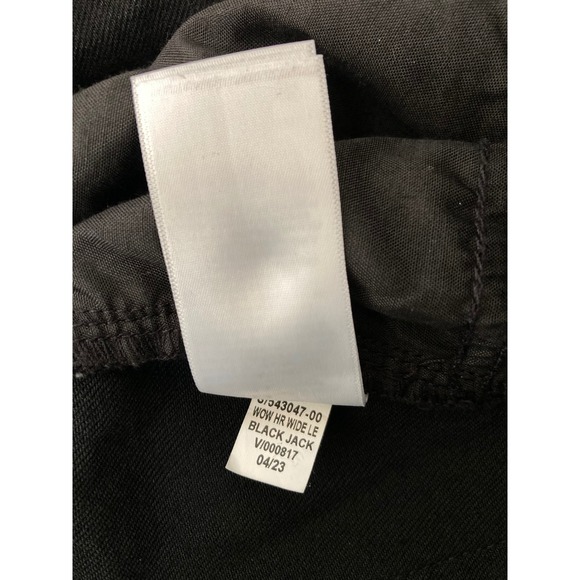 S/543047-00
WOW HR WIDE LE
BLACK JACK
V/000817
04/23